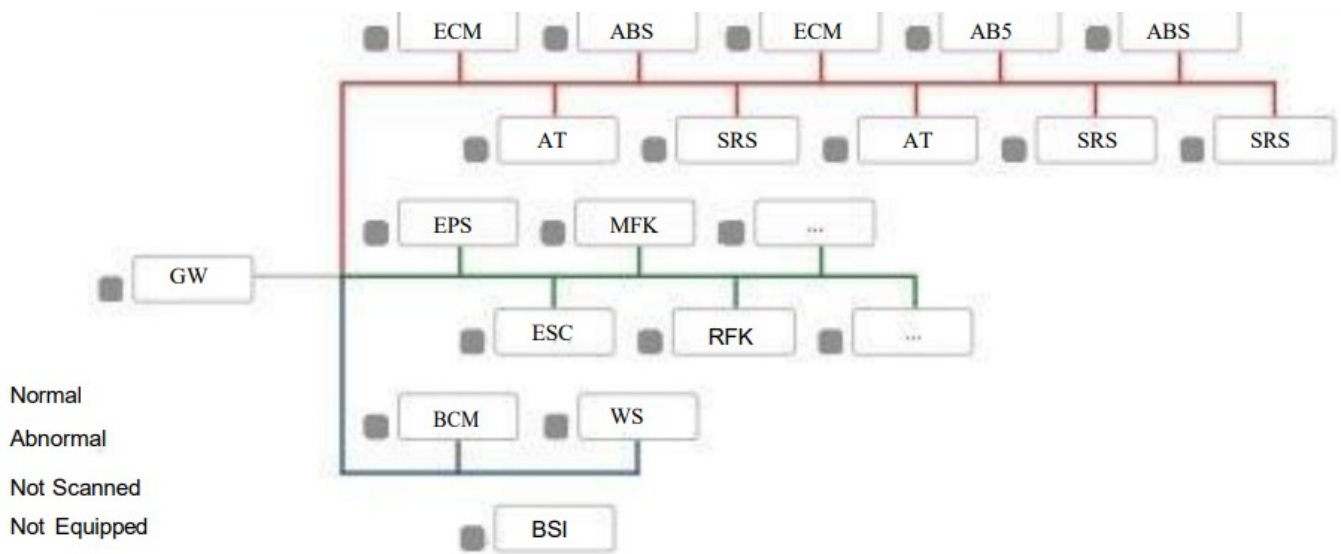 ECM ABS ECM AB5 ABS
AT SRS AT SRS SRS
EPS MFK ...
GW
ESC RFK ...
Normal
BCM WS
Abnormal
Not Scanned
Not Equipped
BSI